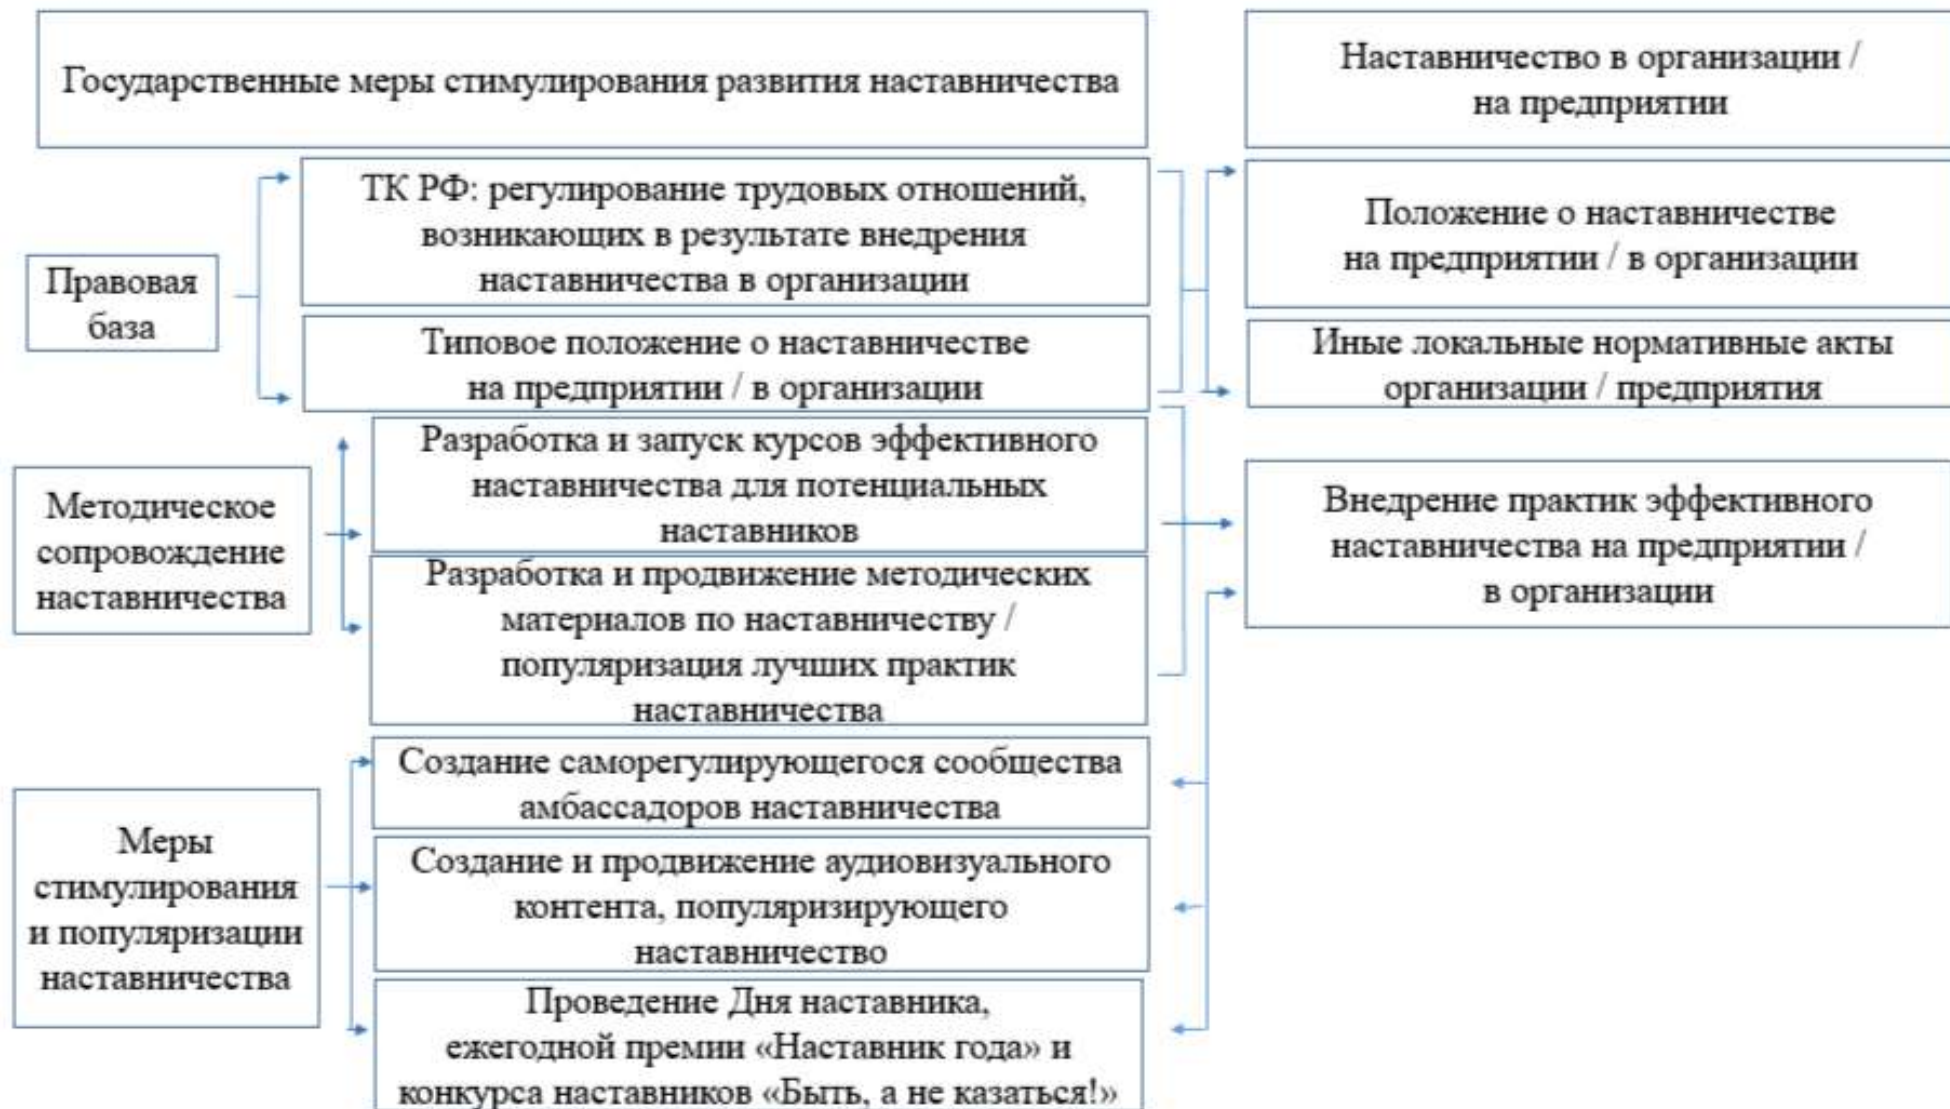 Государственные меры стимулирования развития наставничества
Наставничество в организации /
на предприятии
Правовая
база
ТК РФ: регулирование трудовых отношений,
возникающих в результате внедрения
наставничества в организации
Типовое положение о наставничестве
на предприятии / в организации
Положение о наставничестве
на предприятии / в организации
Иные локальные нормативные акты
организации / предприятия
Методическое
сопровождение
наставничества
Разработка и запуск курсов эффективного
наставничества для потенциальных
наставников
Разработка и продвижение методических
материалов по наставничеству /
популяризация лучших практик
наставничества
Внедрение практик эффективного
наставничества на предприятии /
в организации
Меры
стимулирования
и популяризации
наставничества
Создание саморегулирующегося сообщества
амбассадоров наставничества
Создание и продвижение аудиовизуального
контента, популяризирующего
наставничество
Проведение Дня наставника,
ежегодной премии «Наставник года» и
конкурса наставников «Быть, а не казаться!»